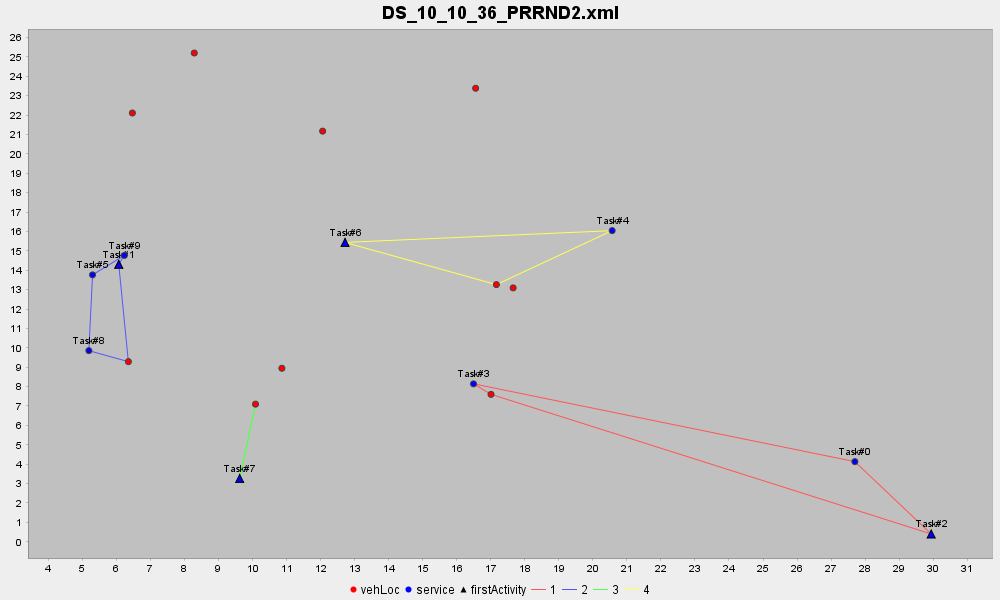 DS_10_10_36_PRRND2.xml
26
25
24
23
22
21
20
19
18
17
16
15
14
13
12
11
10
9
8
7
6
5
4
3
2
1
0
Task#4
Task#6
Task#9
Task#1
Task#5
Task#8
Task#3
Task#0
Task#7
Task#2
4 5 6 7 8 9 10 11 12 13 14 15 16 17 18 19 20 21 22 23 24 25 26 27 28 29 30 31
vehLoc service firstActivity 1 2 3 4